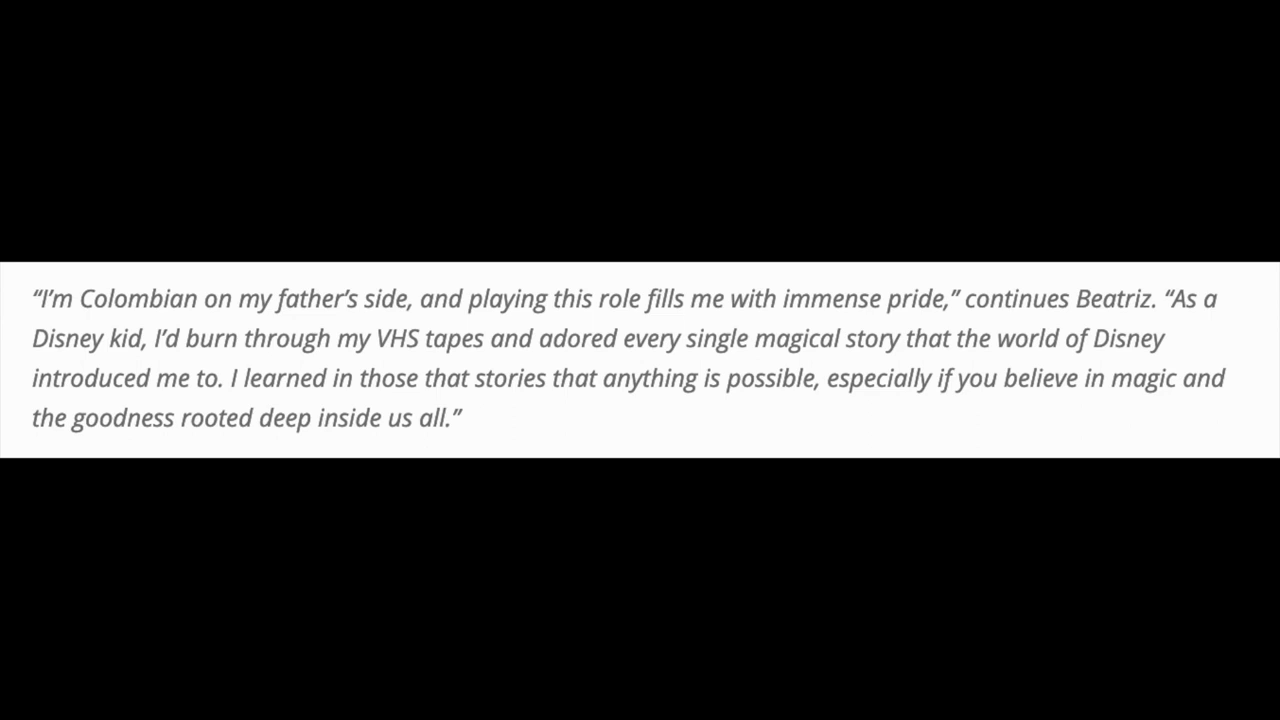 “I’m Colombian on my father’s side, and playing this role fills me with immense pride,” continues Beatriz. “As a
Disney kid, I’d burn through my VHS tapes and adored every single magical story that the world of Disney
introduced me to. I learned in those that stories that anything is possible, especially if you believe in magic and
the goodness rooted deep inside us all.”